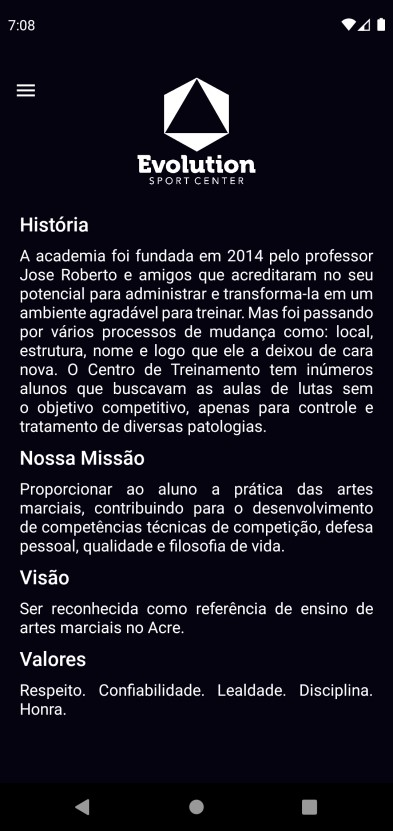 7:08
Evolution
SPORT CENTER
História
A academia foi fundada em 2014 pelo professor
Jose Roberto e amigos que acreditaram no seu
potencial para administrar e transforma-la em um
ambiente agradável para treinar. Mas foi passando
por vários processos de mudança como: local,
estrutura, nome e logo que ele a deixou de cara
nova. O Centro de Treinamento tem inúmeros
alunos que buscavam as aulas de lutas sem
o objetivo competitivo, apenas para controle e
tratamento de diversas patologias.
Nossa Missão
Proporcionar ao aluno a prática das artes
marciais, contribuindo para o desenvolvimento
de competências técnicas de competição, defesa
pessoal, qualidade e filosofia de vida.
Visão
Ser reconhecida como referência de ensino de
artes marciais no Acre.
Valores
Respeito. Confiabilidade. Lealdade. Disciplina.
Honra.